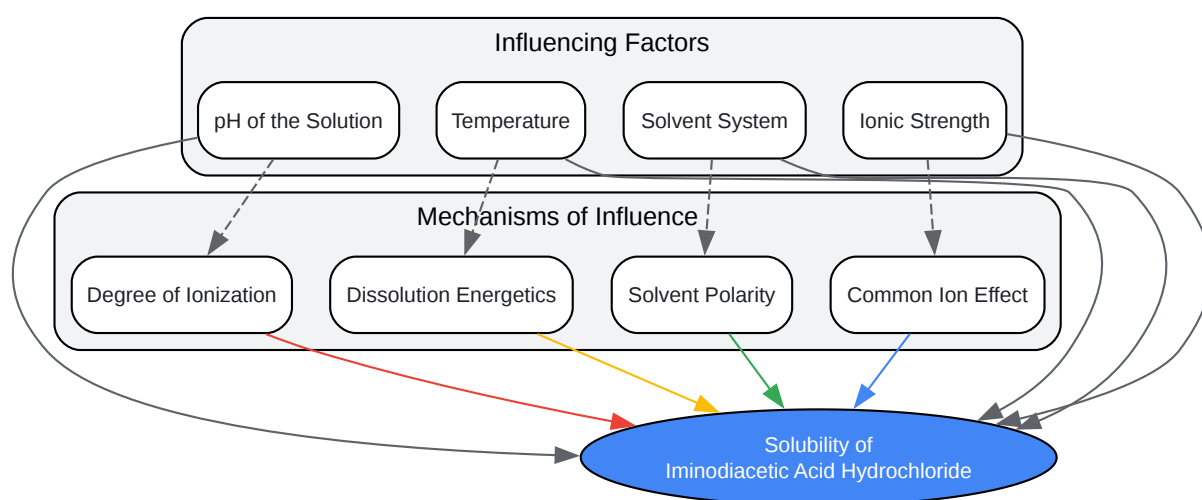 Influencing Factors
pH of the Solution
Temperature
Solvent System
Ionic Strength
Mechanisms of Influence
Degree of Ionization
Dissolution Energetics
Solvent Polarity
Common Ion Effect
Solubility of
Iminodiacetic Acid Hydrochloride